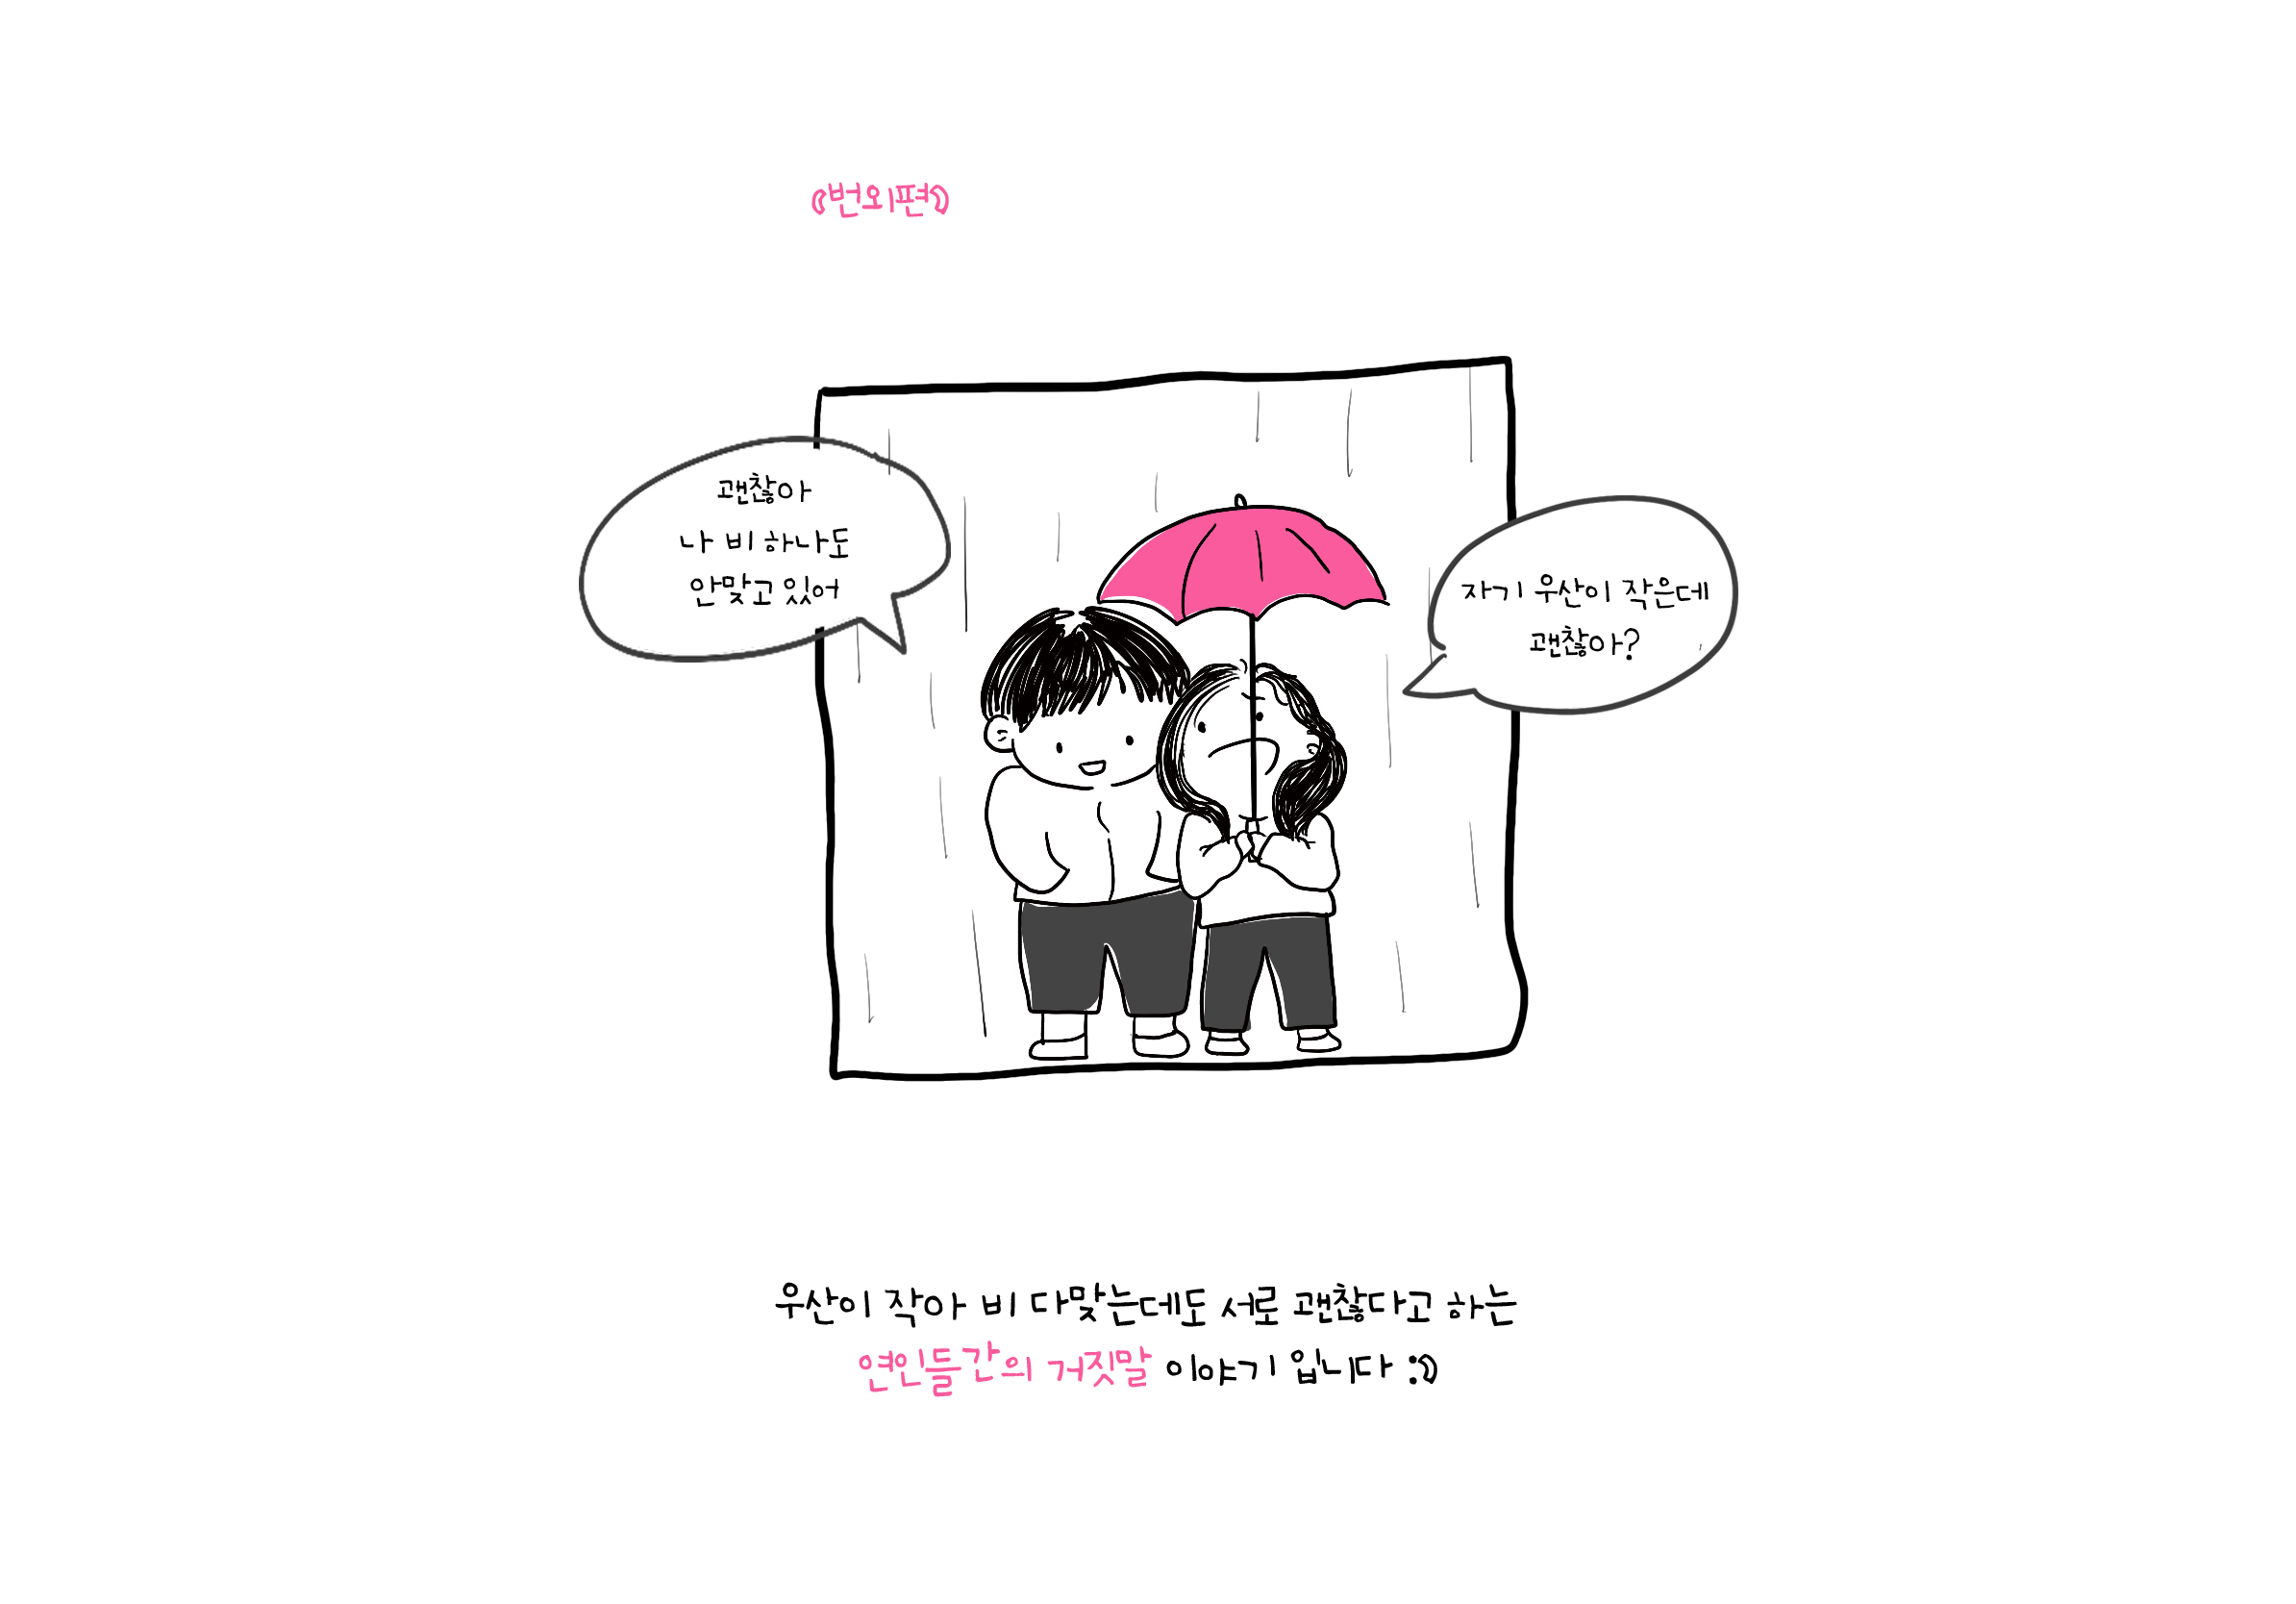 (번외편)
괜찮아
나 비 하나도
안맞고 있어
자기 우산이 작은데
괜찮아?
우산이 작아 비 다맞는데도 서로 괜찮다고 하는
연인들간의 거짓말 이야기 입니다 :)